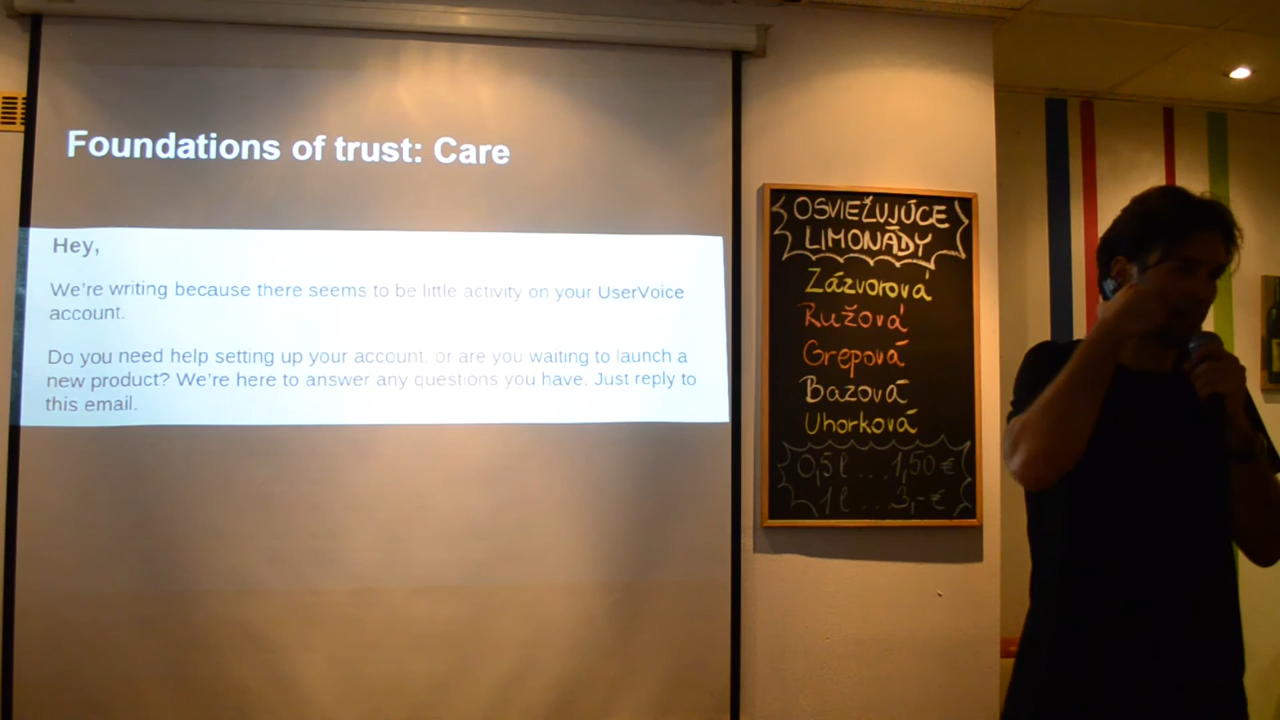 Foundations of trust: Care
Hey,
We're writing because there seems to be little activity on your UserVoice
account.
Do you need help setting up your account, or are you waiting to launch a
new product? We're here to answer any questions you have. Just reply to
this email.
OSVIEŽUJÚCE
LIMONÁDY
Zázvorová
Ružová
Grepová
Bazová
Uhorková
0,5 l ... 1,50 €
1 l ... 3,- €